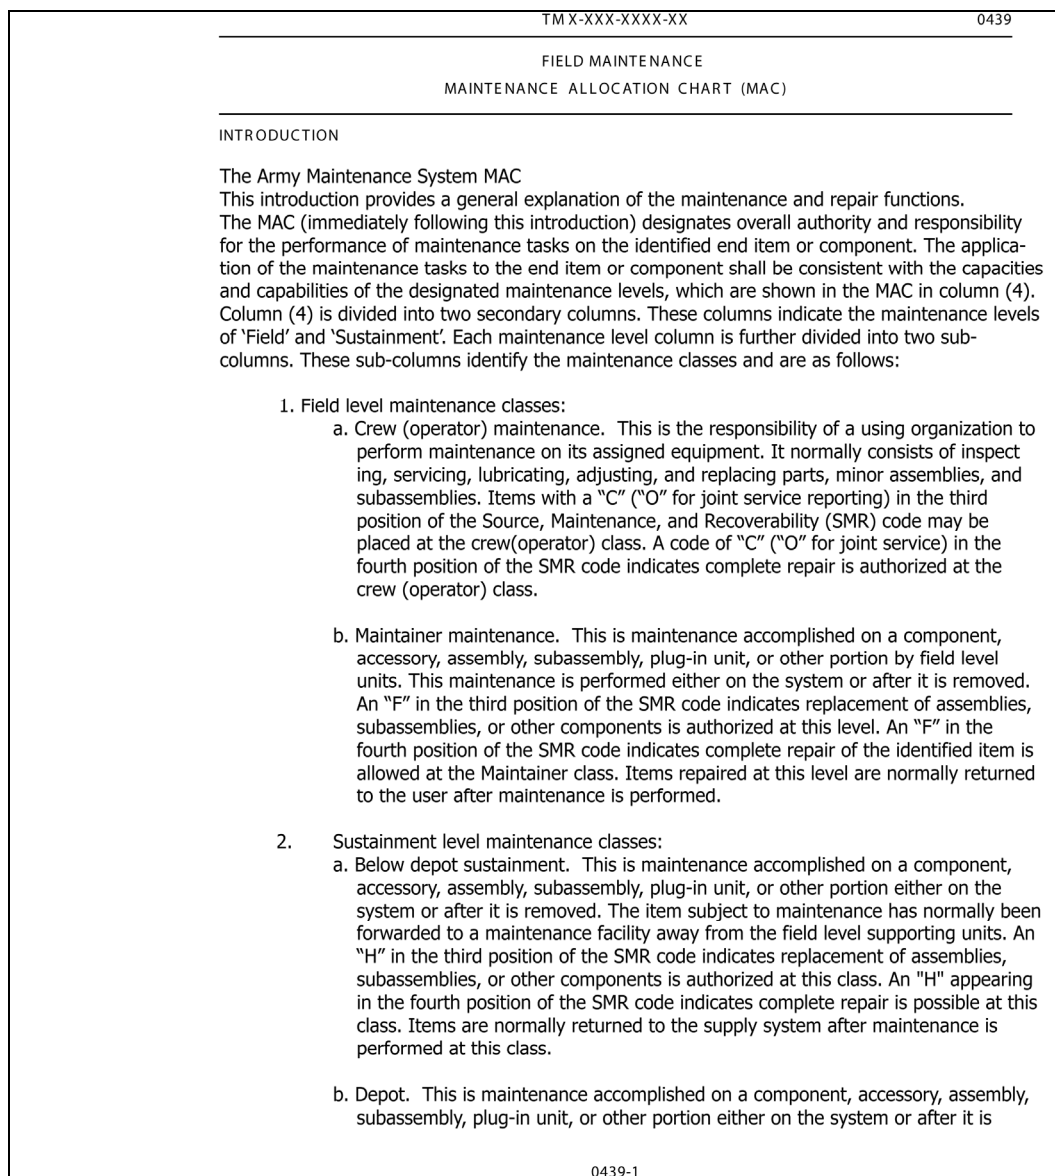 TM X-XXX-XXXX-XX 0439
FIELD MAINTENANCE
MAINTENANCE ALLOCATION CHART (MAC)
INTRODUCTION
The Army Maintenance System MAC
This introduction provides a general explanation of the maintenance and repair functions.
The MAC (immediately following this introduction) designates overall authority and responsibility
for the performance of maintenance tasks on the identified end item or component. The applica-
tion of the maintenance tasks to the end item or component shall be consistent with the capacities
and capabilities of the designated maintenance levels, which are shown in the MAC in column (4).
Column (4) is divided into two secondary columns. These columns indicate the maintenance levels
of ‘Field’ and ‘Sustainment’. Each maintenance level column is further divided into two sub-
columns. These sub-columns identify the maintenance classes and are as follows:
1. Field level maintenance classes:
a. Crew (operator) maintenance. This is the responsibility of a using organization to
perform maintenance on its assigned equipment. It normally consists of inspect
ing, servicing, lubricating, adjusting, and replacing parts, minor assemblies, and
subassemblies. Items with a “C” (“O” for joint service reporting) in the third
position of the Source, Maintenance, and Recoverability (SMR) code may be
placed at the crew(operator) class. A code of “C” (“O” for joint service) in the
fourth position of the SMR code indicates complete repair is authorized at the
crew (operator) class.
b. Maintainer maintenance. This is maintenance accomplished on a component,
accessory, assembly, subassembly, plug-in unit, or other portion by field level
units. This maintenance is performed either on the system or after it is removed.
An “F” in the third position of the SMR code indicates replacement of assemblies,
subassemblies, or other components is authorized at this level. An “F” in the
fourth position of the SMR code indicates complete repair of the identified item is
allowed at the Maintainer class. Items repaired at this level are normally returned
to the user after maintenance is performed.
2. Sustainment level maintenance classes:
a. Below depot sustainment. This is maintenance accomplished on a component,
accessory, assembly, subassembly, plug-in unit, or other portion either on the
system or after it is removed. The item subject to maintenance has normally been
forwarded to a maintenance facility away from the field level supporting units. An
“H” in the third position of the SMR code indicates replacement of assemblies,
subassemblies, or other components is authorized at this class. An "H" appearing
in the fourth position of the SMR code indicates complete repair is possible at this
class. Items are normally returned to the supply system after maintenance is
performed at this class.
b. Depot. This is maintenance accomplished on a component, accessory, assembly,
subassembly, plug-in unit, or other portion either on the system or after it is
0439-1